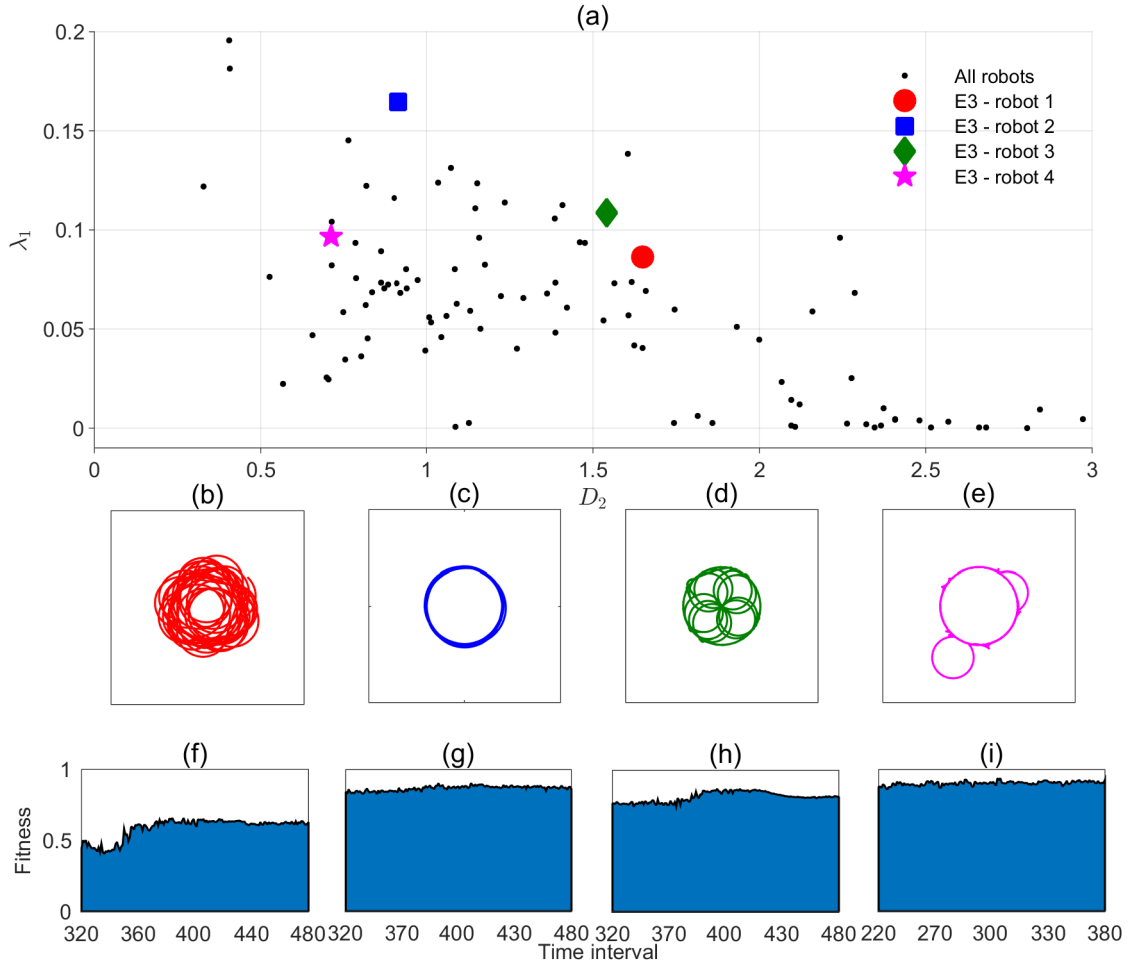 (a)
0.2
0.15
0.1
0.05
0
λ1
All robots
E3 - robot 1
E3 - robot 2
E3 - robot 3
E3 - robot 4
0 0.5 1 1.5 2 2.5 3
D2
(b) (c) (d) (e)
(f) (g) (h) (i)
1
0.5
0
Fitness
320 360 400 440 480 320 370 400 430 480 320 370 400 430 480 220 270 300 330 380
Time interval